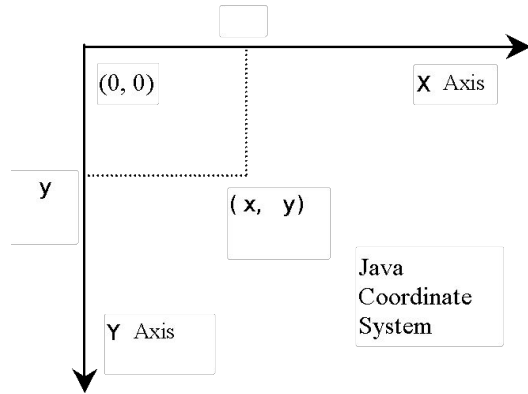 (0, 0)
X Axis
y
(x, y)
Java
Coordinate
System
Y Axis